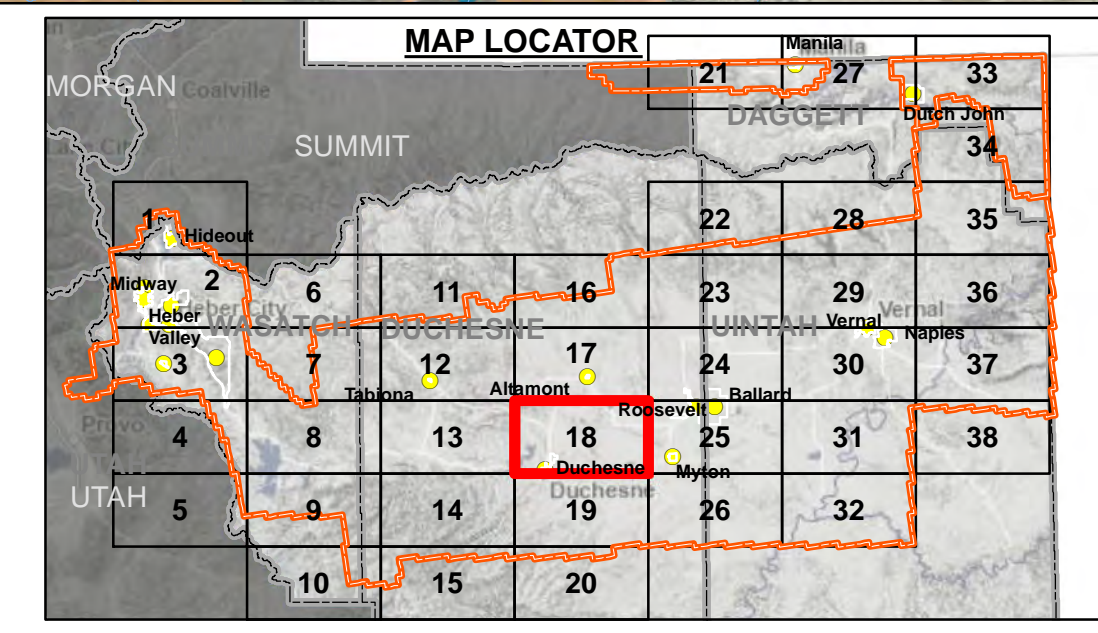 MAP LOCATOR
Manila
Manila
21
27
33
MORGAN
Coalville
DAGGETT
Dutch John
SUMMIT
34
1
22
28
35
Hideout
Midway
2
6
11
16
23
29
36
Heber
Heber City
Vernal
WASATCH
DUCHESNE
UINTAH
Vernal
Naples
Valley
3
7
12
17
24
30
37
Tabiona
Altamont
Roosevelt
Ballard
Provo
4
8
13
18
25
31
38
Duchesne
Myton
Duchesne
UTAH
5
9
14
19
26
32
10
15
20